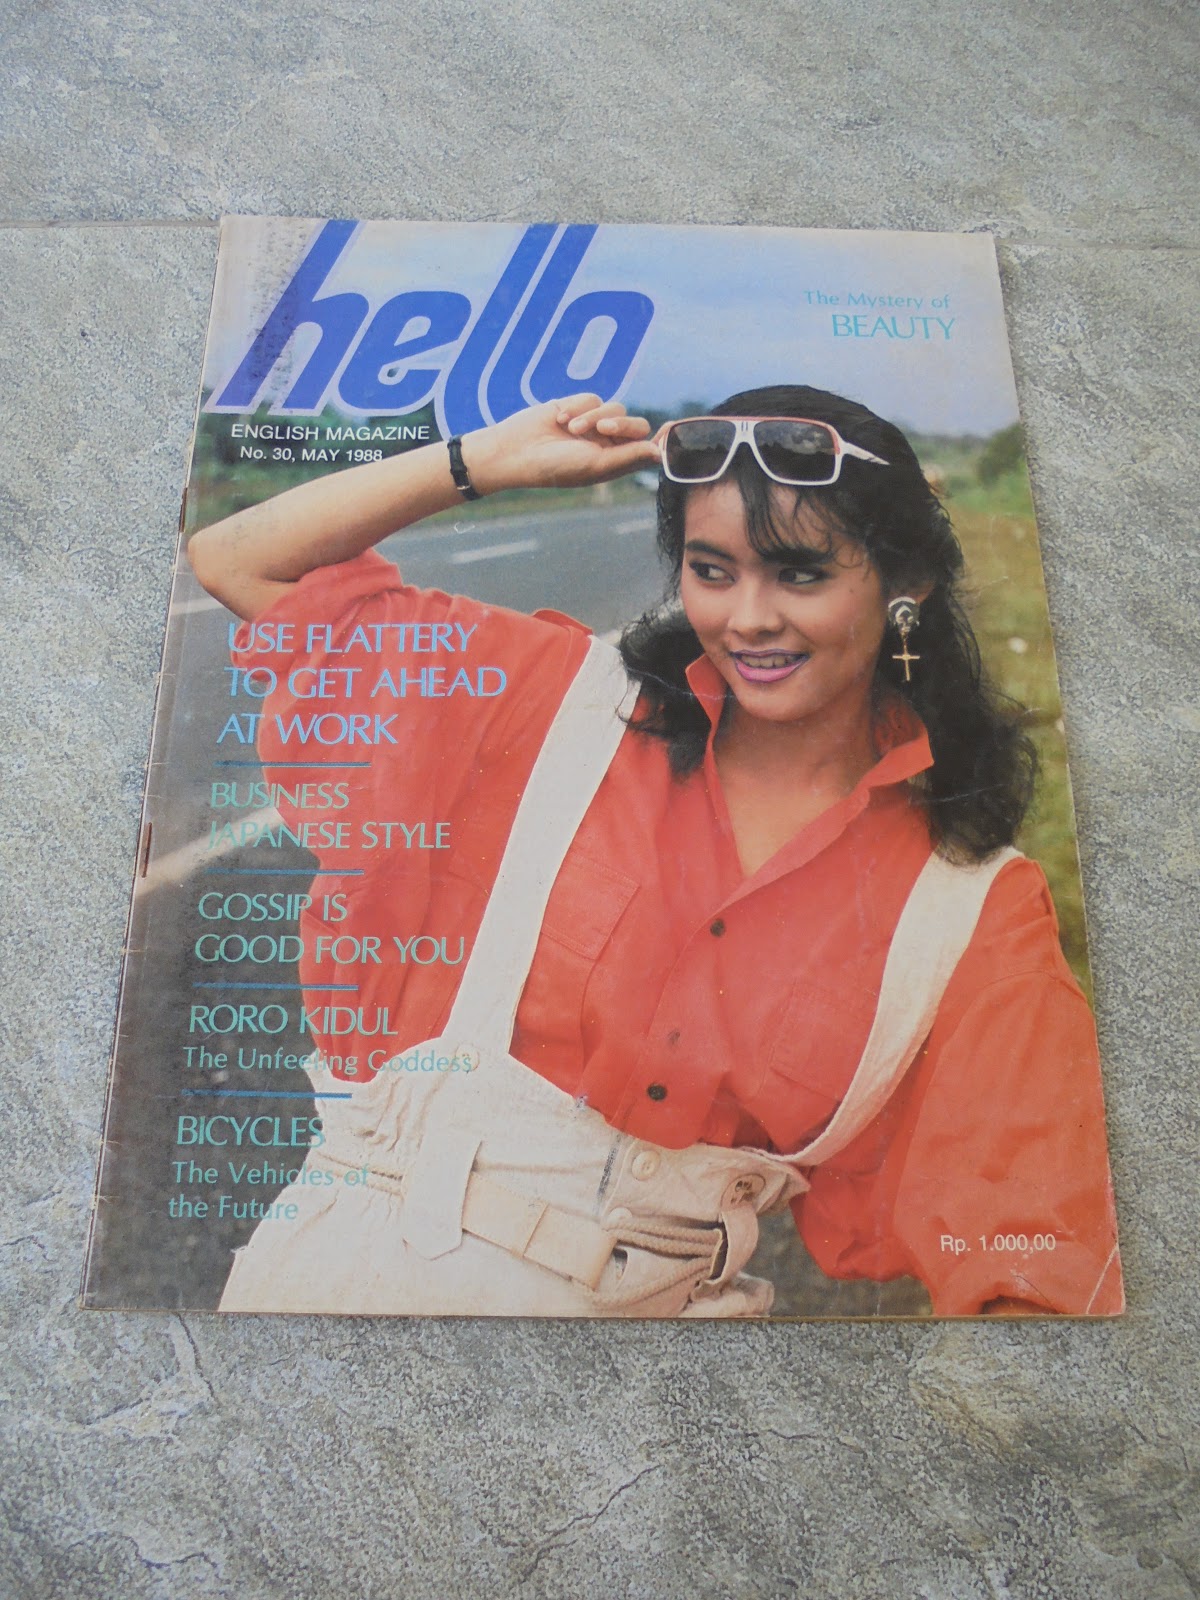 hello
ENGLISH MAGAZINE
No. 30, MAY 1988
The Mystery of
BEAUTY
USE FLATTERY
TO GET AHEAD
AT WORK
BUSINESS
JAPANESE STYLE
GOSSIP IS
GOOD FOR YOU
RORO KIDUL
The Unfeeling Goddess
BICYCLES
The Vehicles of
the Future
Rp. 1.000,00